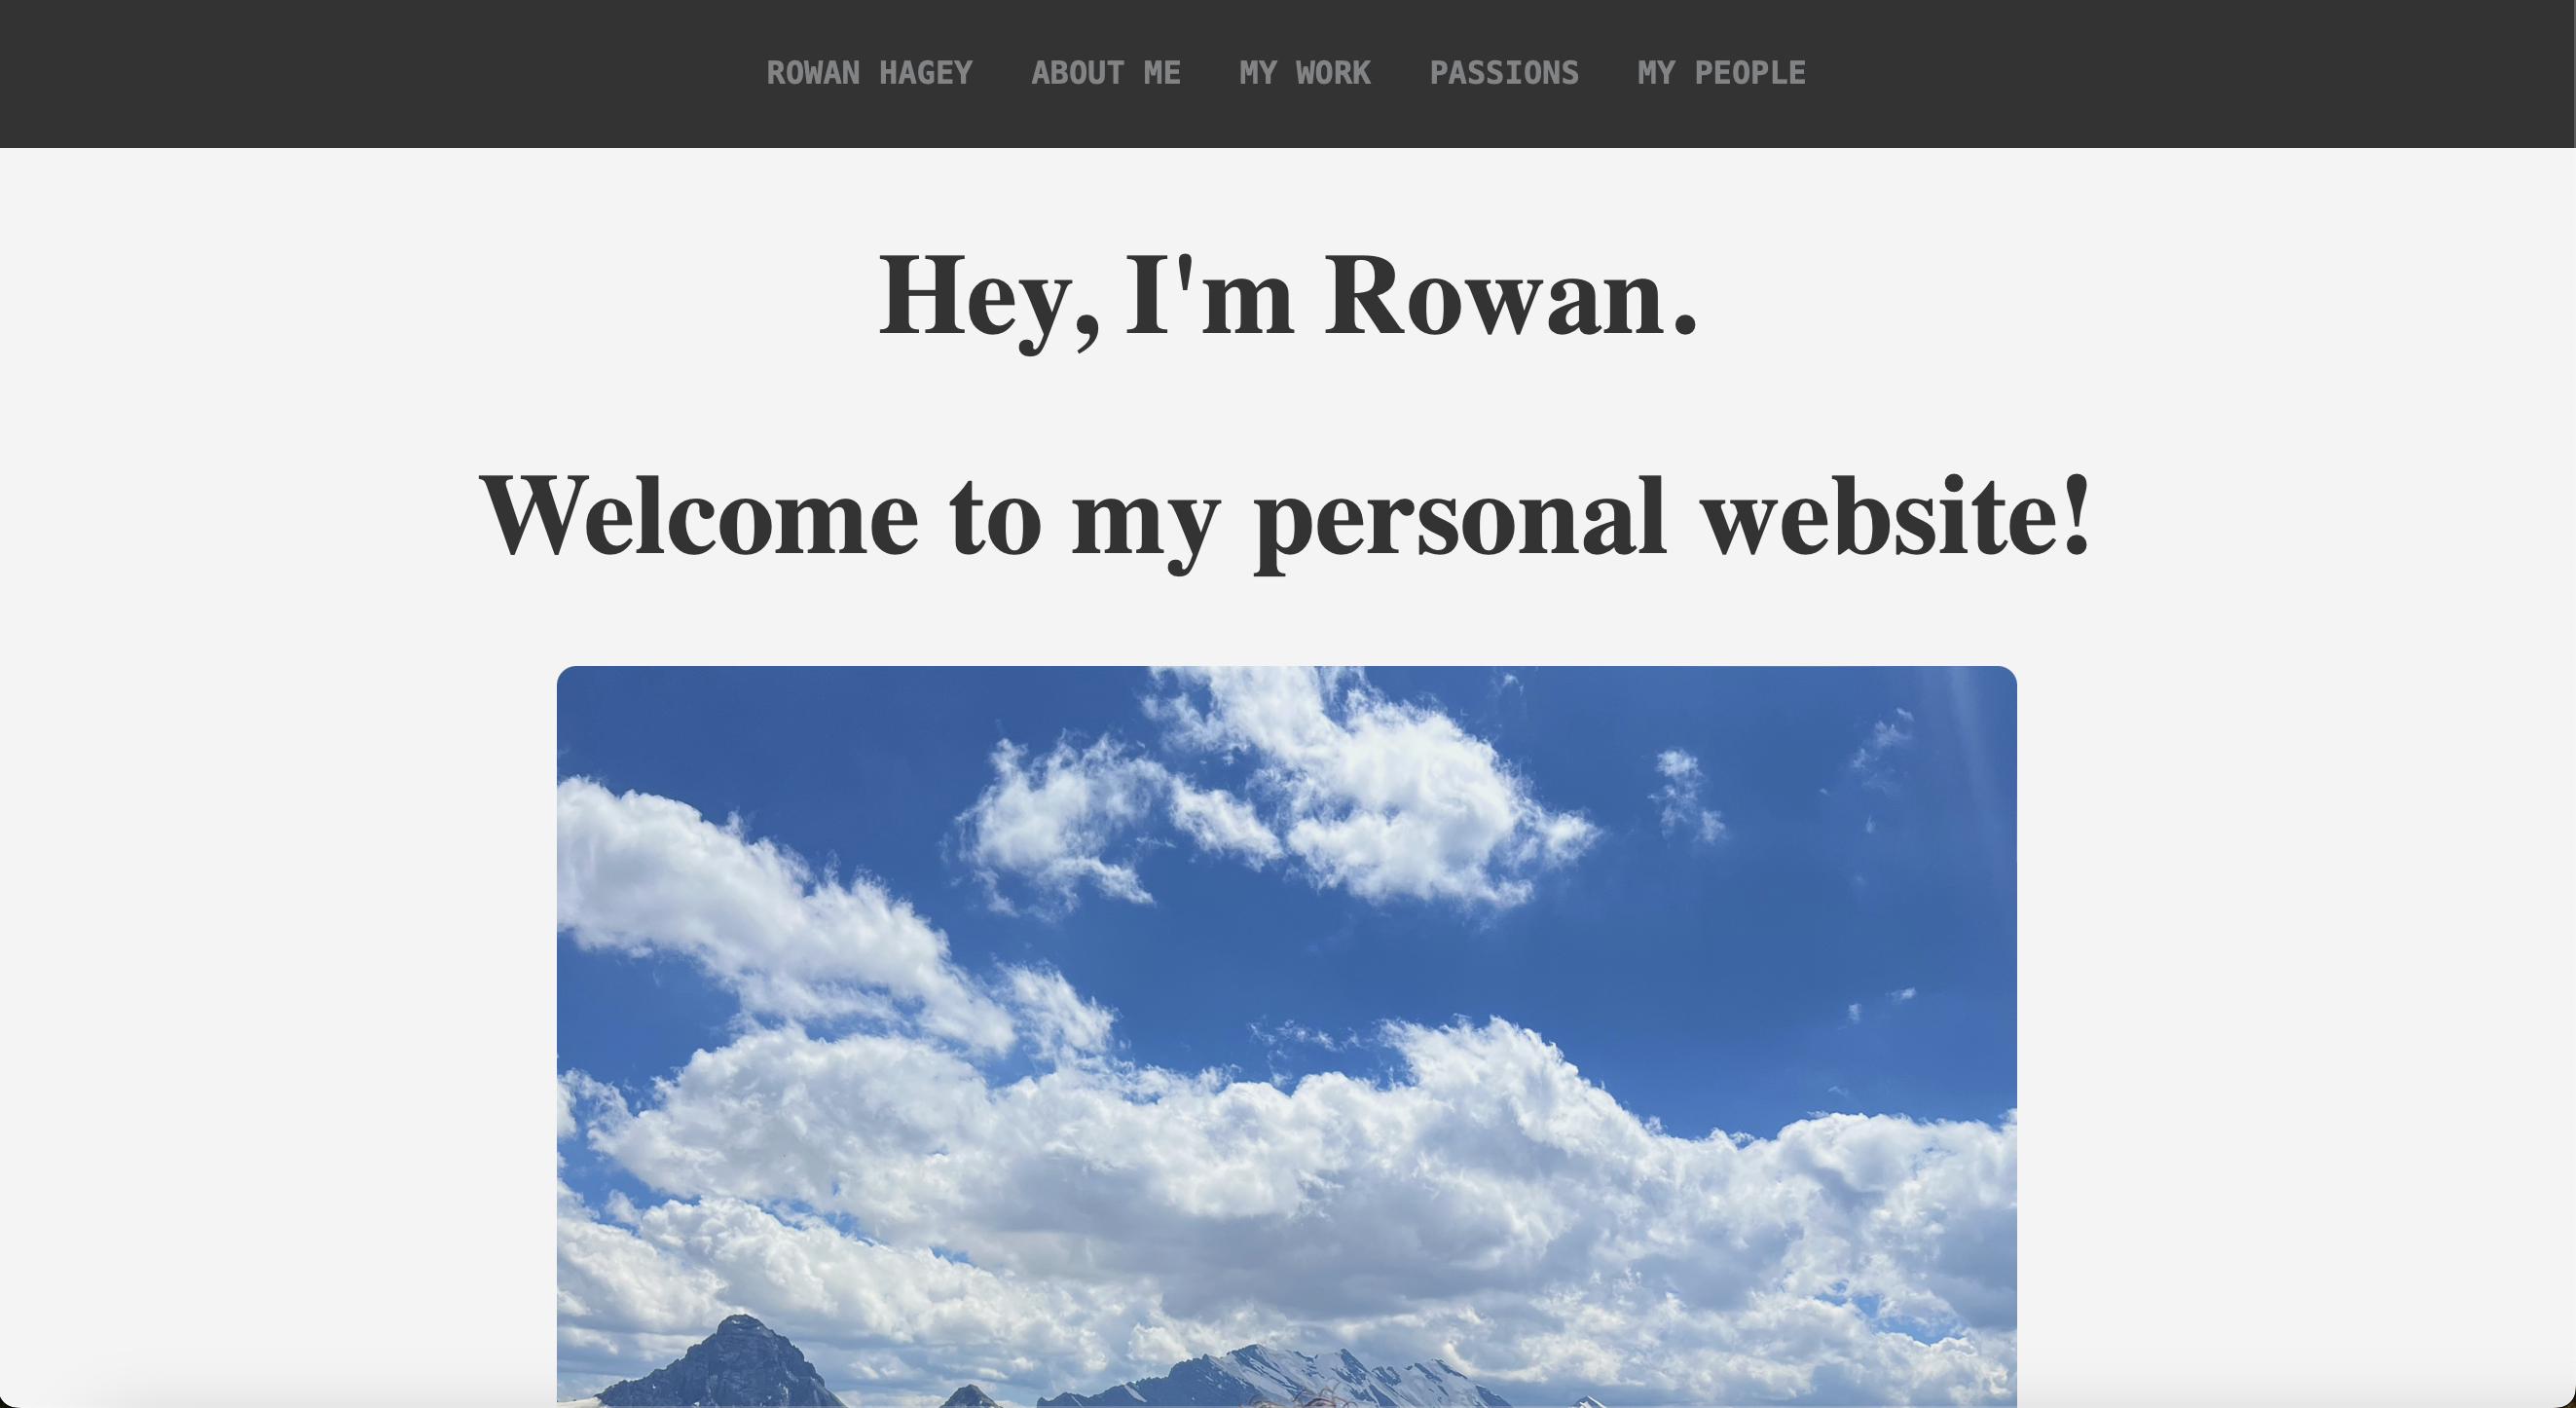 ROWAN HAGEY ABOUT ME MY WORK PASSIONS MY PEOPLE
Hey, I'm Rowan.
Welcome to my personal website!